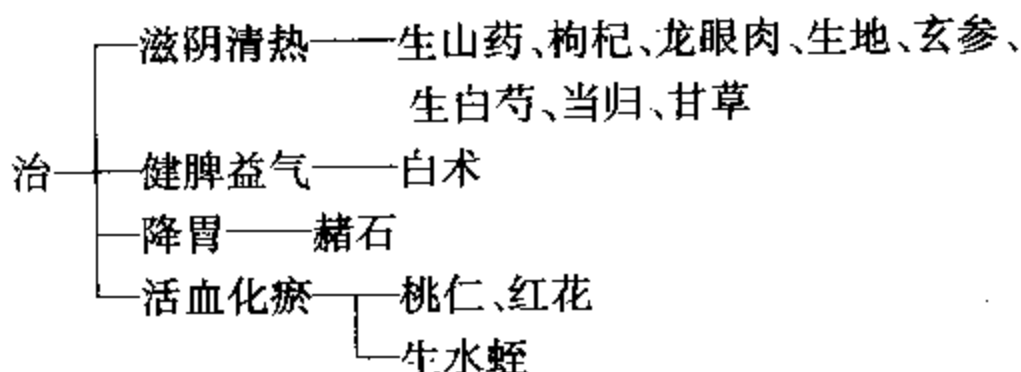 滋阴清热——生山药、枸杞、龙眼肉、生地、玄参、
生白芍、当归、甘草
治 健脾益气——白术
降胃——赭石
活血化瘀 桃仁、红花
生水蛭